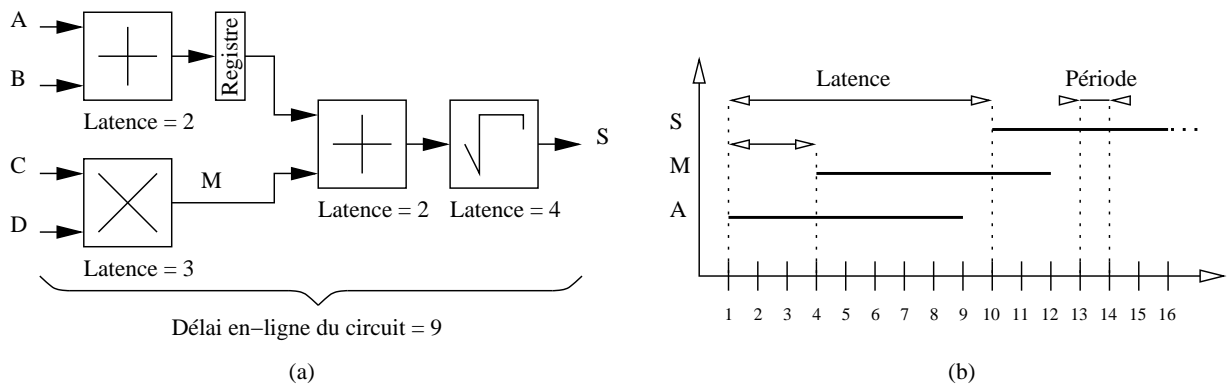 A
B
Latence = 2
Registre
C
D
M
Latence = 3
Latence = 2
Latence = 4
S
Délai en−ligne du circuit = 9
(a)
Latence
Période
S
M
A
1 2 3 4 5 6 7 8 9 10 11 12 13 14 15 16
(b)